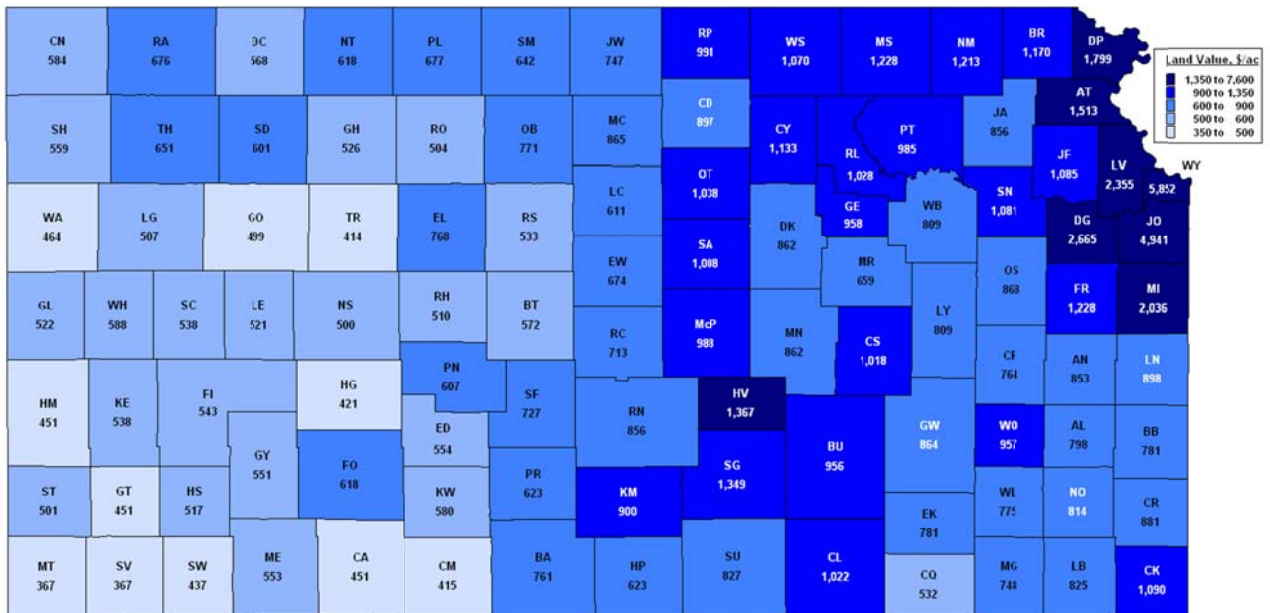 CN
584
RA
676
DC
568
NT
618
PL
677
SM
642
JW
747
RP
991
WS
1,070
MS
1,228
NM
1,213
BR
1,170
DP
1,799
Land Value, $/ac
1,350 to 7,600
900 to 1,350
600 to 900
500 to 600
350 to 500
SH
559
TH
651
SD
601
GH
526
RO
504
OB
771
MC
865
CD
CY
1,133
RL
1,028
PT
985
JA
856
AT
1,513
JF
1,085
LV
2,355
WY
5,852
WA
464
LG
507
GO
499
TR
414
EL
760
RS
533
LC
611
OT
1,038
DK
862
GE
958
WB
809
SN
1,081
DG
2,665
JO
4,941
GL
522
WH
588
SC
538
LE
521
NS
500
RH
510
BT
572
EW
674
SA
1,008
MR
659
OS
868
FR
1,228
MI
2,036
RC
713
McP
988
MN
862
CS
1,018
LY
809
CF
764
AN
853
LN
898
HM
451
KE
538
FI
543
HG
421
PN
607
SF
727
RN
856
HV
1,367
BU
956
GW
864
WO
957
AL
798
BB
781
GY
551
FO
618
ED
554
ST
501
GT
451
HS
517
KW
580
PR
623
KM
900
SG
1,349
EK
781
WL
775
NO
814
CR
881
MT
367
SV
367
SW
437
ME
553
CA
451
CM
415
BA
761
HP
623
SU
827
CL
1,022
CQ
532
MG
748
LB
825
CK
1,090